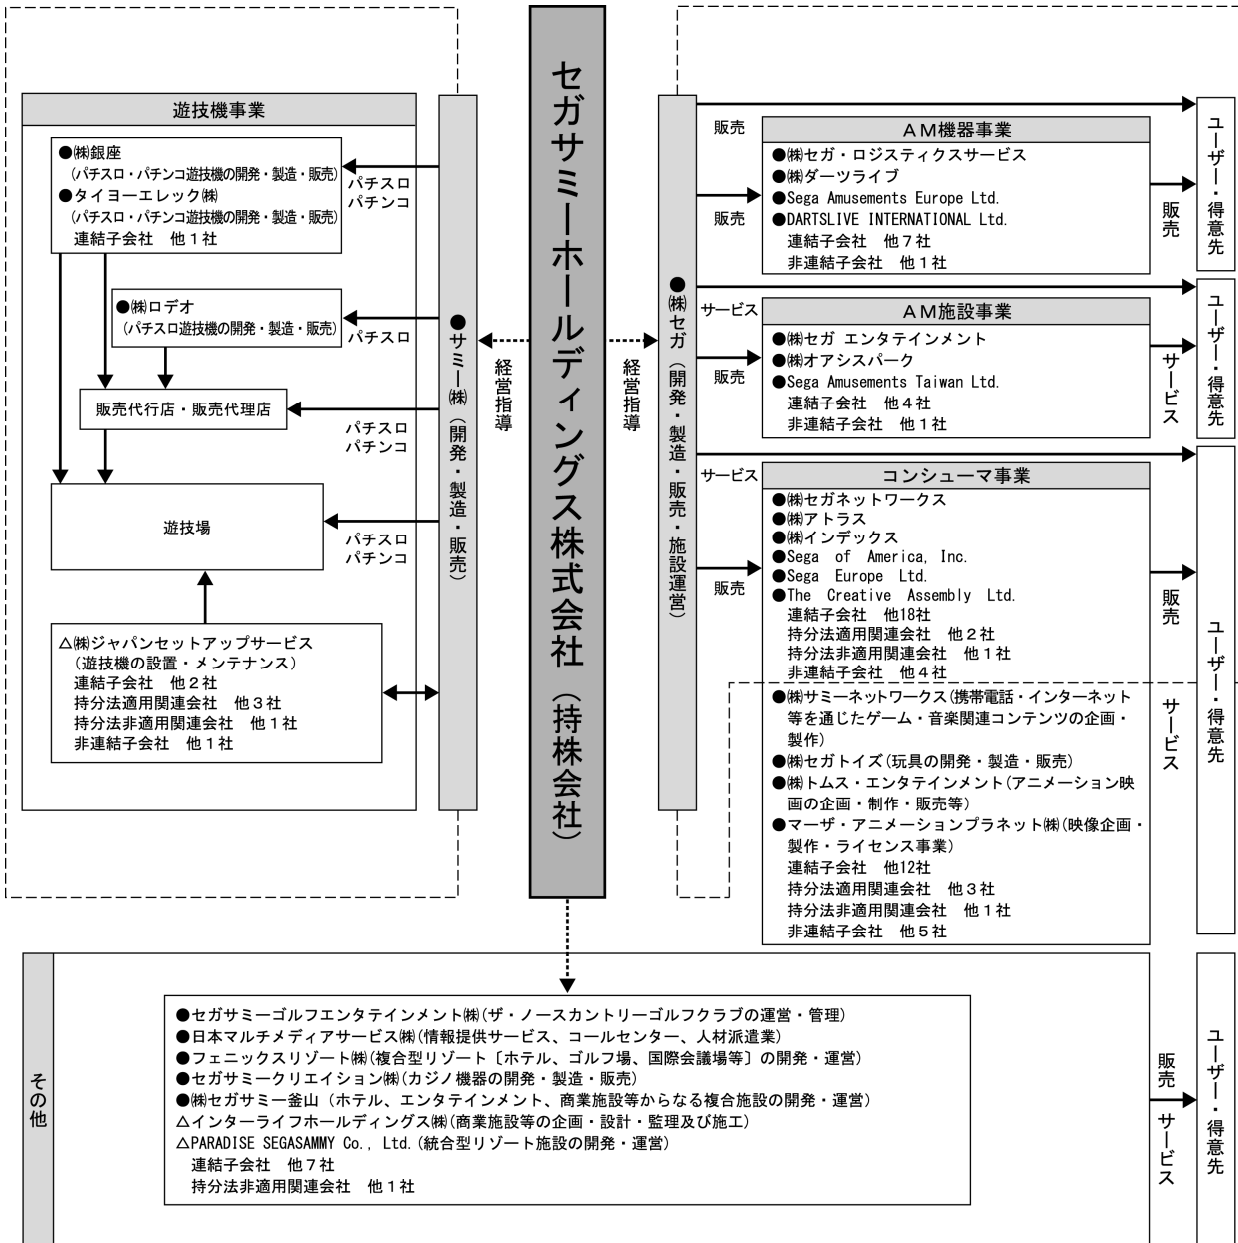 セガサミーホールディングス株式会社（持株会社）
経営指導
経営指導
●サミー㈱（開発・製造・販売）
遊技機事業
●㈱銀座
(パチスロ・パチンコ遊技機の開発・製造・販売)
●タイヨーエレック㈱
(パチスロ・パチンコ遊技機の開発・製造・販売)
連結子会社　他１社
パチスロ
パチンコ
●㈱ロデオ
(パチスロ遊技機の開発・製造・販売)
パチスロ
販売代行店・販売代理店
パチスロ
パチンコ
遊技場
パチスロ
パチンコ
△㈱ジャパンセットアップサービス
(遊技機の設置・メンテナンス)
連結子会社　他２社
持分法適用関連会社　他３社
持分法非適用関連会社　他１社
非連結子会社　他１社
●㈱セガ（開発・製造・販売・施設運営）
販売
ＡＭ機器事業
●㈱セガ・ロジスティクスサービス
●㈱ダーツライブ
●Sega Amusements Europe Ltd.
●DARTSLIVE INTERNATIONAL Ltd.
連結子会社　他７社
非連結子会社　他１社
販売
販売
ユーザー・得意先
サービス
ＡＭ施設事業
●㈱セガ エンタテインメント
●㈱オアシスパーク
●Sega Amusements Taiwan Ltd.
連結子会社　他４社
非連結子会社　他１社
販売
サービス
ユーザー・得意先
サービス
コンシューマ事業
●㈱セガネットワークス
●㈱アトラス
●㈱インデックス
●Sega of America, Inc.
●Sega Europe Ltd.
●The Creative Assembly Ltd.
連結子会社　他18社
持分法適用関連会社　他２社
持分法非適用関連会社　他１社
非連結子会社　他４社
販売
販売
●㈱サミーネットワークス(携帯電話・インターネット
等を通じたゲーム・音楽関連コンテンツの企画・
製作)
●㈱セガトイズ(玩具の開発・製造・販売)
●㈱トムス・エンタテインメント(アニメーション映
画の企画・制作・販売等)
●マーザ・アニメーションプラネット㈱(映像企画・
製作・ライセンス事業)
連結子会社　他12社
持分法適用関連会社　他３社
持分法非適用関連会社　他１社
非連結子会社　他５社
サービス
ユーザー・得意先
その他
●セガサミーゴルフエンタテインメント㈱(ザ・ノースカントリーゴルフクラブの運営・管理)
●日本マルチメディアサービス㈱(情報提供サービス、コールセンター、人材派遣業)
●フェニックスリゾート㈱(複合型リゾート〔ホテル、ゴルフ場、国際会議場等〕の開発・運営)
●セガサミークリエイション㈱(カジノ機器の開発・製造・販売)
●㈱セガサミー釜山（ホテル、エンタテインメント、商業施設等からなる複合施設の開発・運営)
△インターライフホールディングス㈱(商業施設等の企画・設計・監理及び施工)
△PARADISE SEGASAMMY Co., Ltd.(統合型リゾート施設の開発・運営)
連結子会社　他７社
持分法非適用関連会社　他１社
販売
サービス
ユーザー・得意先